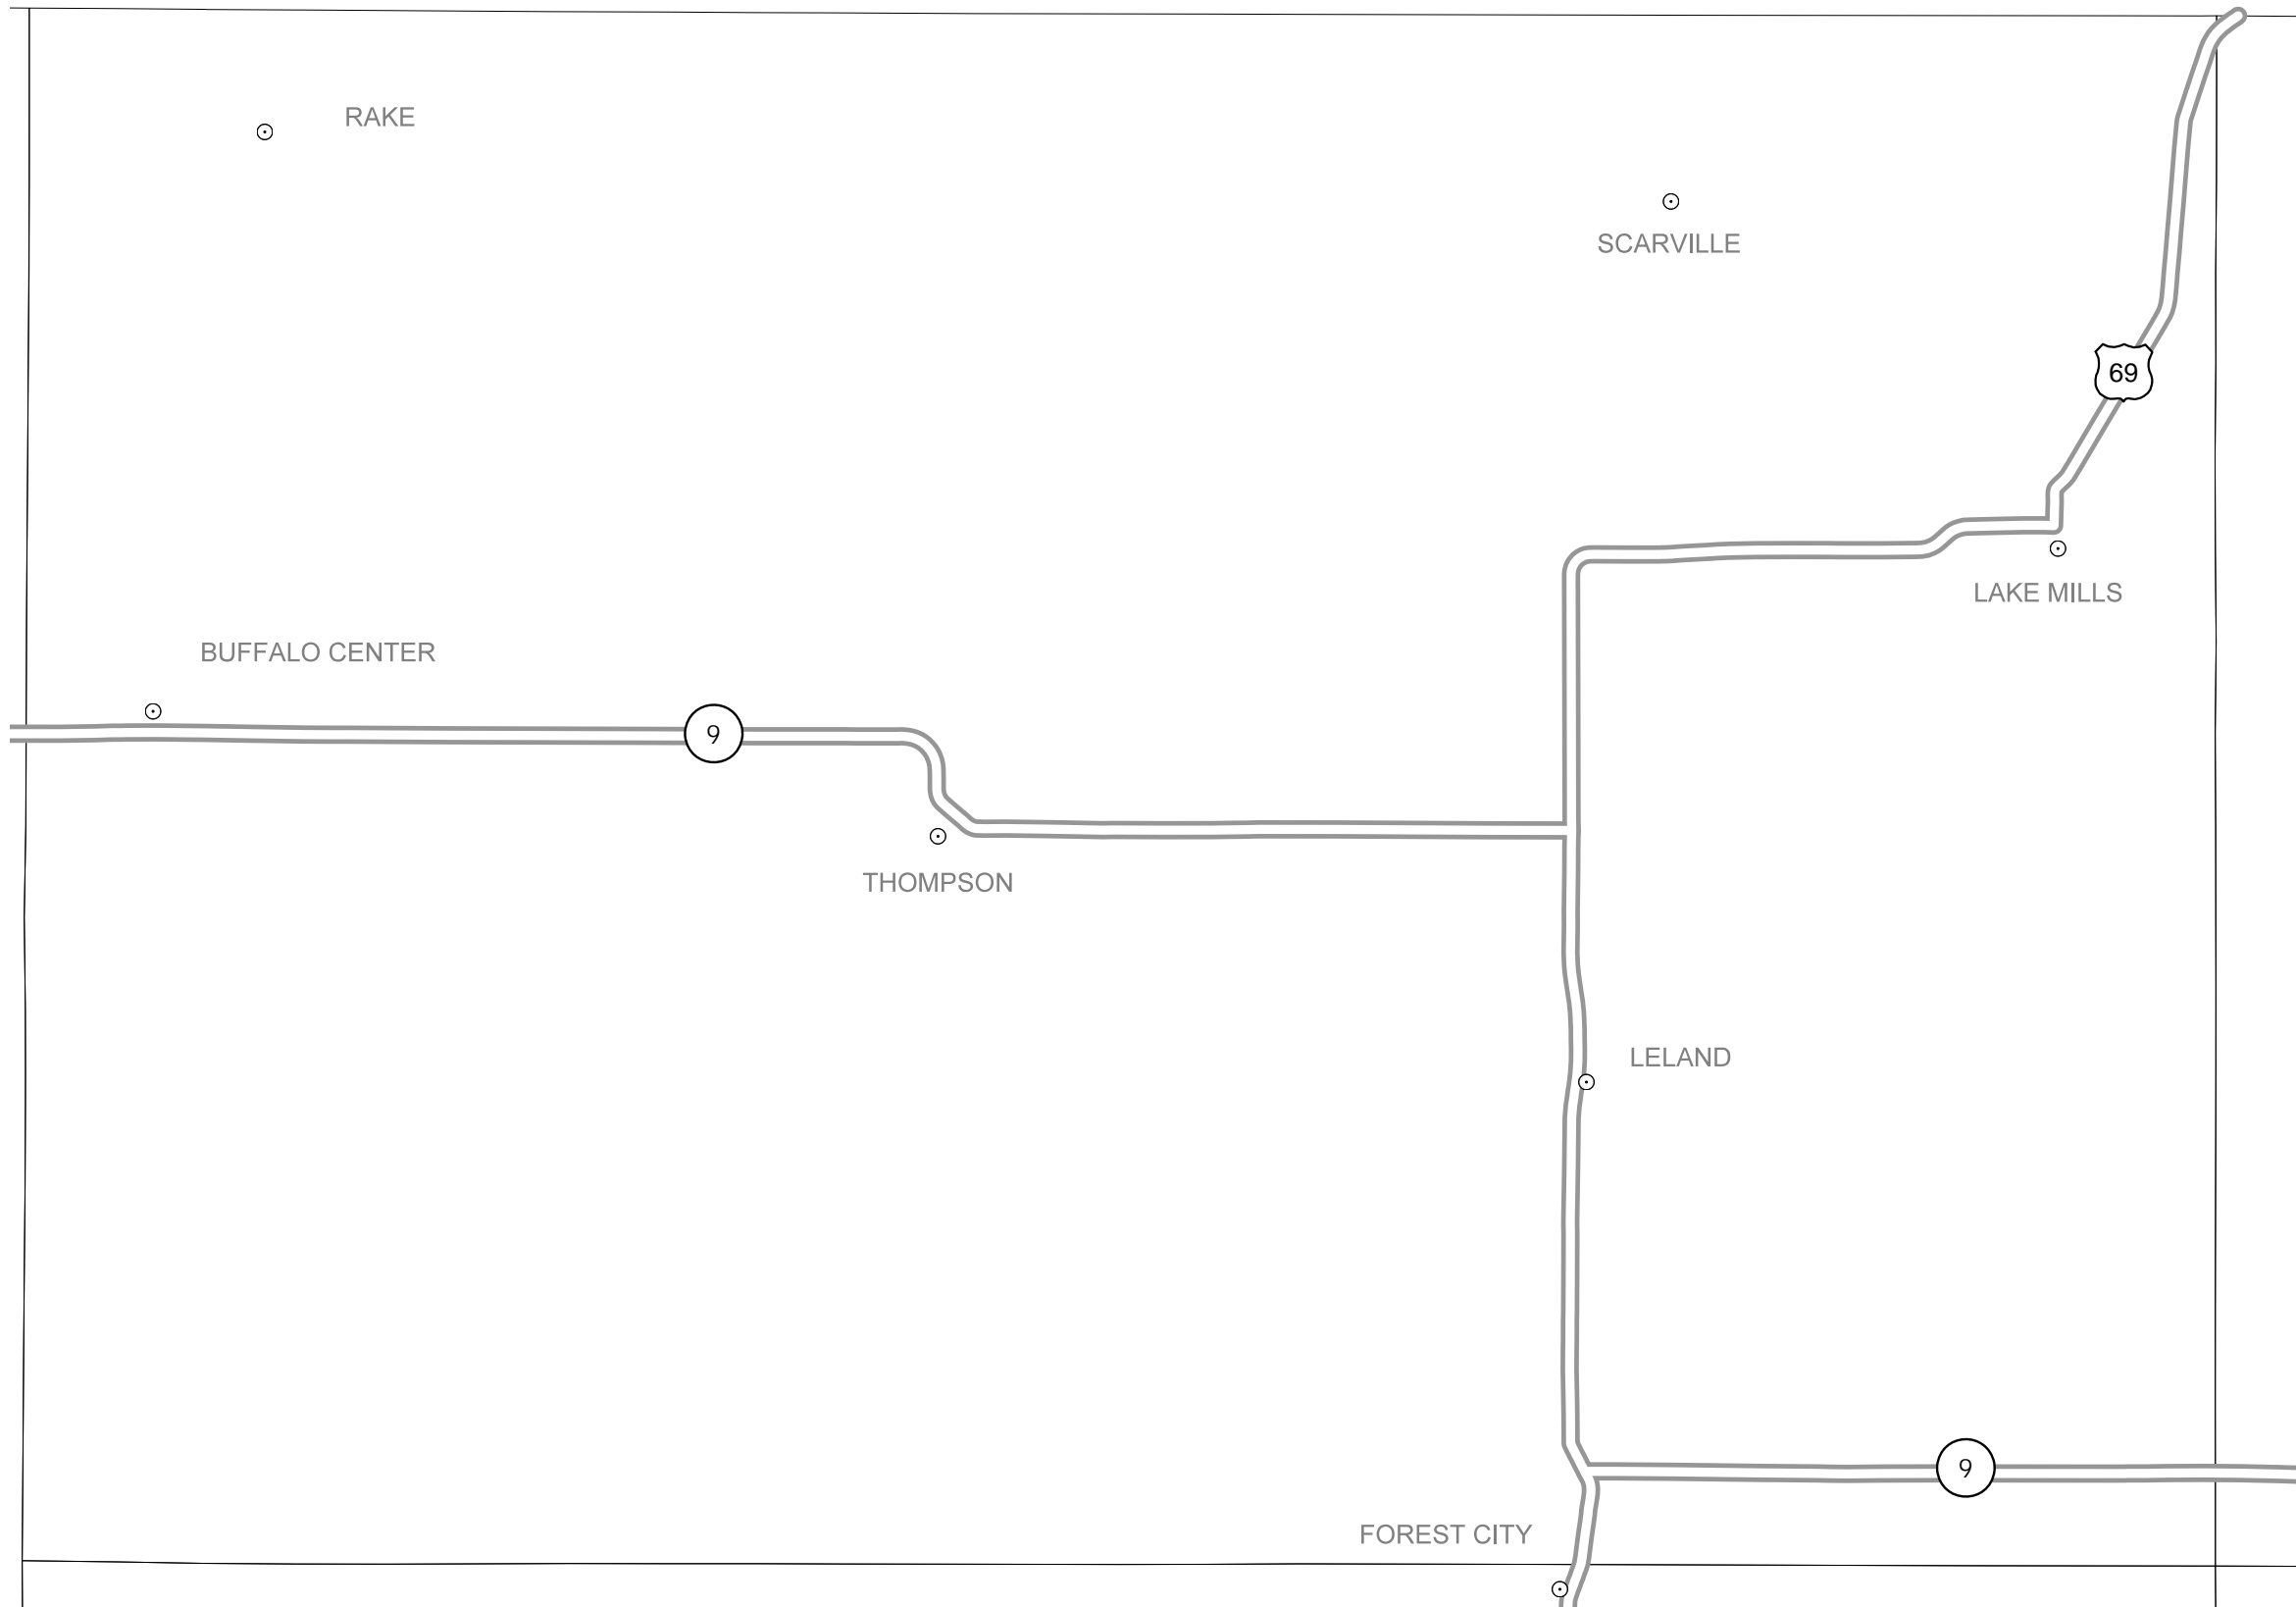 RAKE
SCARVILLE
69
LAKE MILLS
BUFFALO CENTER
9
THOMPSON
LELAND
9
FOREST CITY